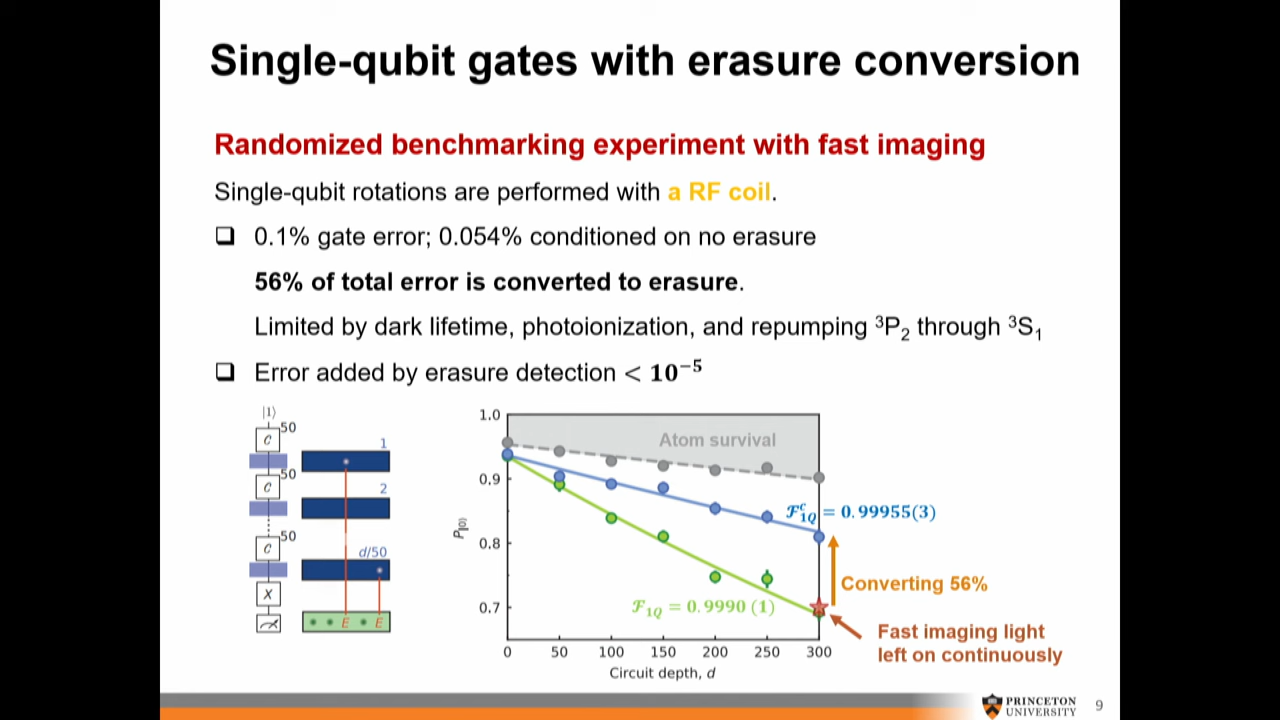 Single-qubit gates with erasure conversion
Randomized benchmarking experiment with fast imaging
Single-qubit rotations are performed with a RF coil.
❑ 0.1% gate error; 0.054% conditioned on no erasure
56% of total error is converted to erasure.
Limited by dark lifetime, photoionization, and repumping ³P₂ through ³S₁
❑ Error added by erasure detection < 10⁻⁵
|1⟩
C 50
1
C 50
2
C 50
d/50
X
E E
1.0
0.9
0.8
0.7
P|0⟩
Atom survival
ℱᶜ1Q = 0.99955(3)
Converting 56%
ℱ1Q = 0.9990 (1)
Fast imaging light
left on continuously
0 50 100 150 200 250 300
Circuit depth, d
PRINCETON
UNIVERSITY
9